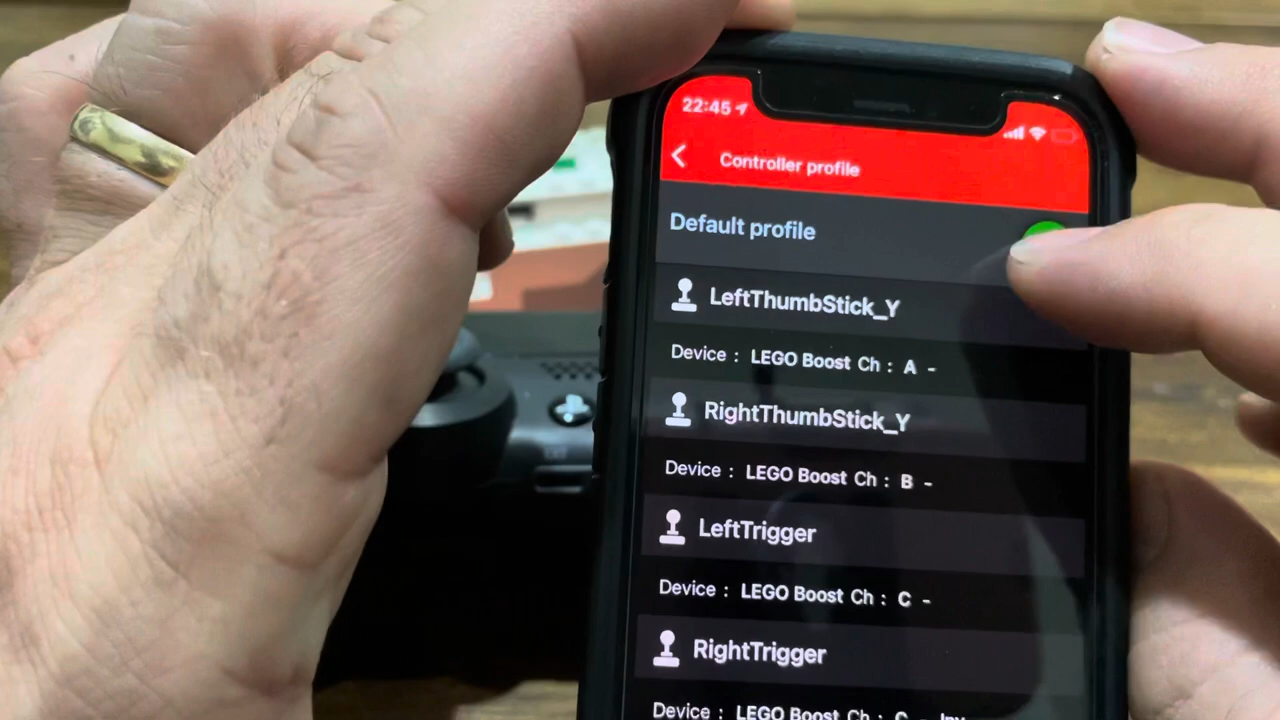 22:45
Controller profile
Default profile
LeftThumbStick_Y
Device : LEGO Boost Ch : A -
RightThumbStick_Y
Device : LEGO Boost Ch : B -
LeftTrigger
Device : LEGO Boost Ch : C -
RightTrigger
Device : LEGO Boost Ch : C - Inv